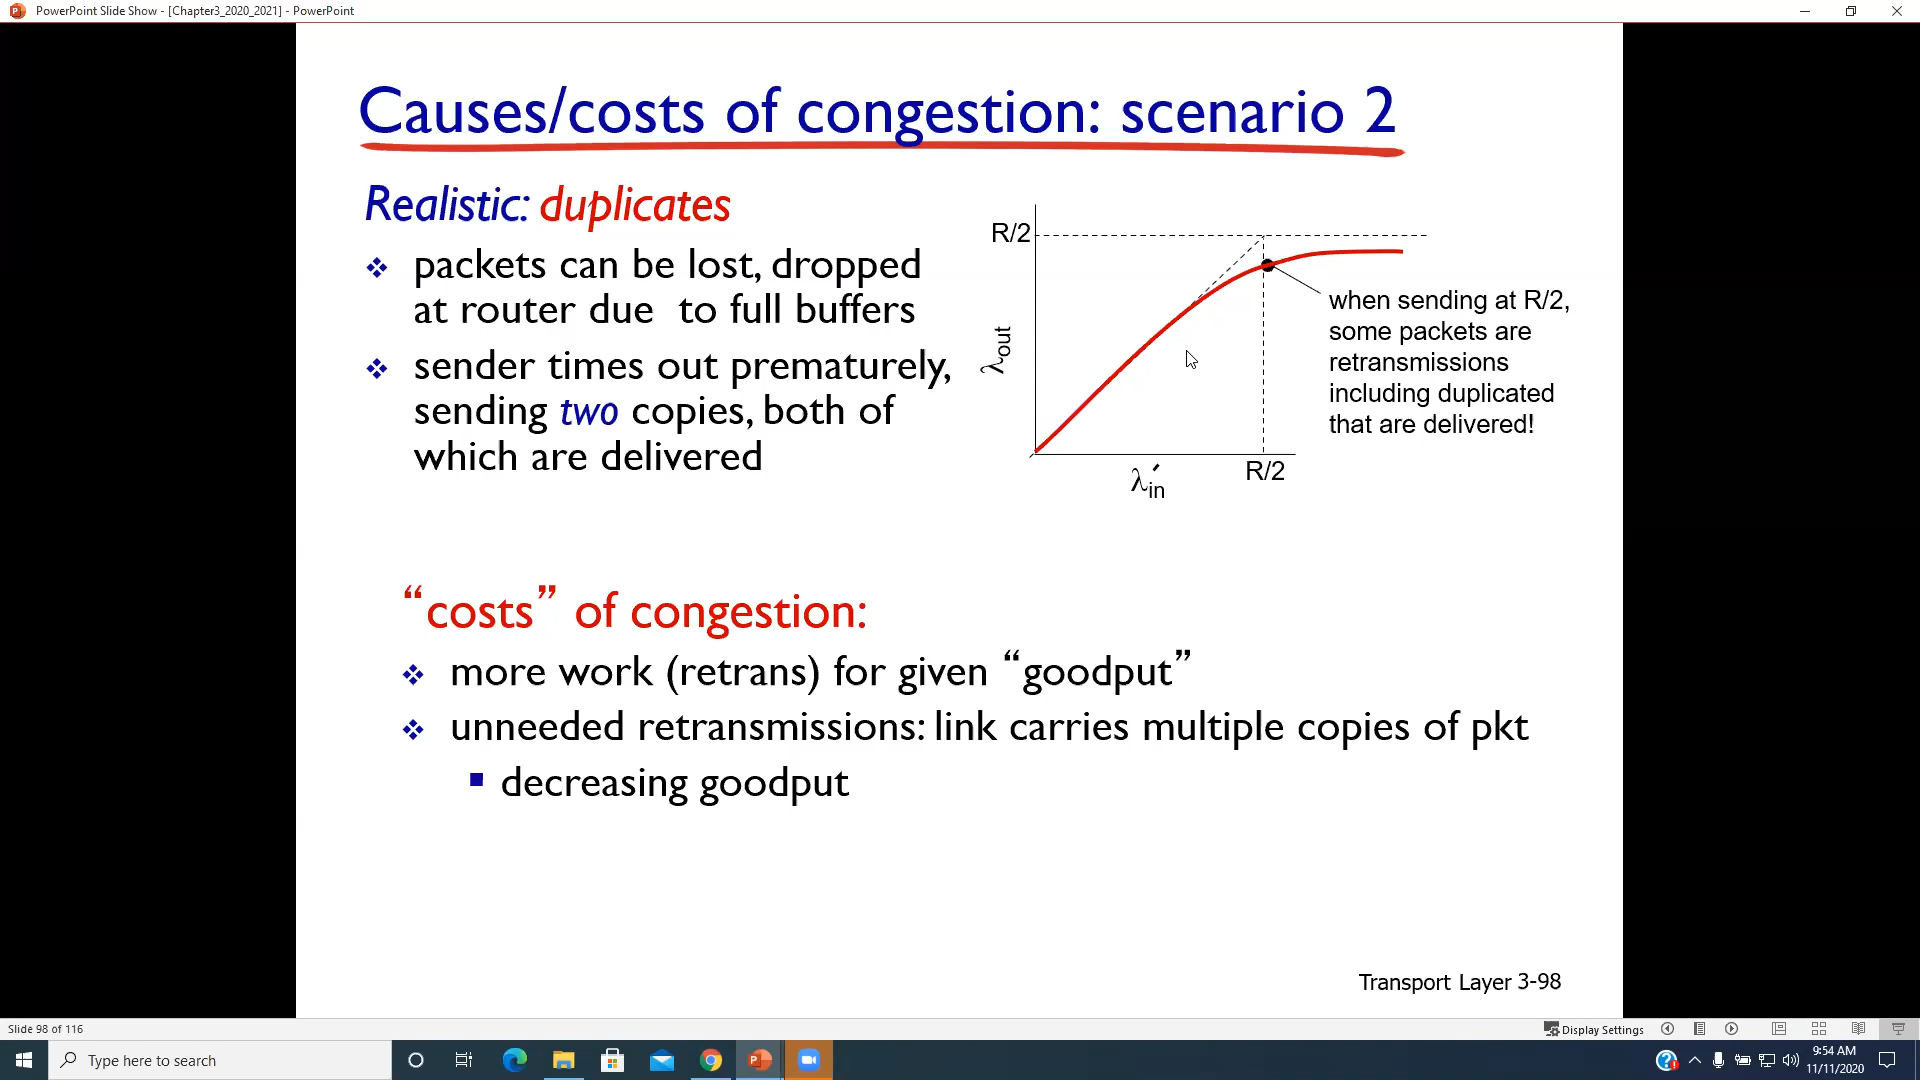 PowerPoint Slide Show - [Chapter3_2020_2021] - PowerPoint
Causes/costs of congestion: scenario 2
Realistic: duplicates
packets can be lost, dropped
at router due to full buffers
sender times out prematurely,
sending two copies, both of
which are delivered
R/2
λout
λ′in
R/2
when sending at R/2,
some packets are
retransmissions
including duplicated
that are delivered!
“costs” of congestion:
more work (retrans) for given “goodput”
unneeded retransmissions: link carries multiple copies of pkt
decreasing goodput
Transport Layer 3-98
Slide 98 of 116
Display Settings
Type here to search
9:54 AM
11/11/2020